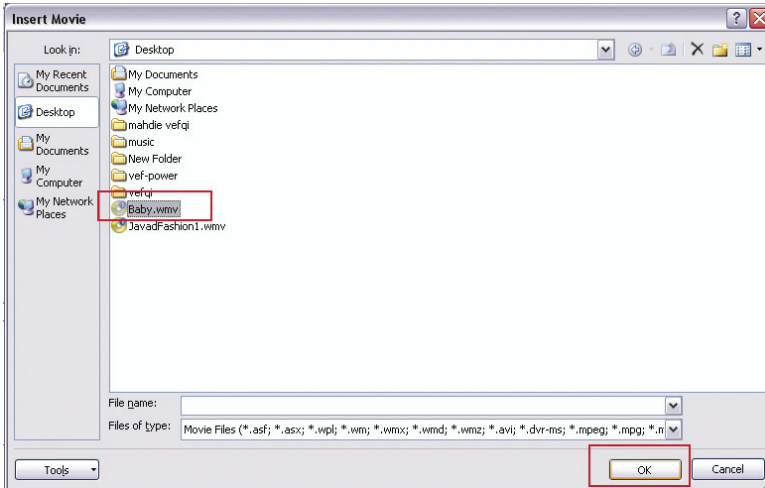 Insert Movie
Look in:
Desktop
My Recent
Documents
Desktop
My
Documents
My
Computer
My Network
Places
My Documents
My Computer
My Network Places
mahdie vefqi
music
New Folder
vef-power
vefqi
Baby.wmv
JavadFashion1.wmv
File name:
Files of type:
Movie Files (*.asf; *.asx; *.wpl; *.wm; *.wmx; *.wmd; *.wmz; *.avi; *.dvr-ms; *.mpeg; *.mpg; *.m
Tools
OK
Cancel